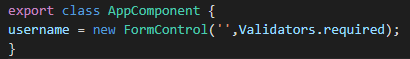 export class AppComponent {
username = new FormControl('',Validators.required);
}